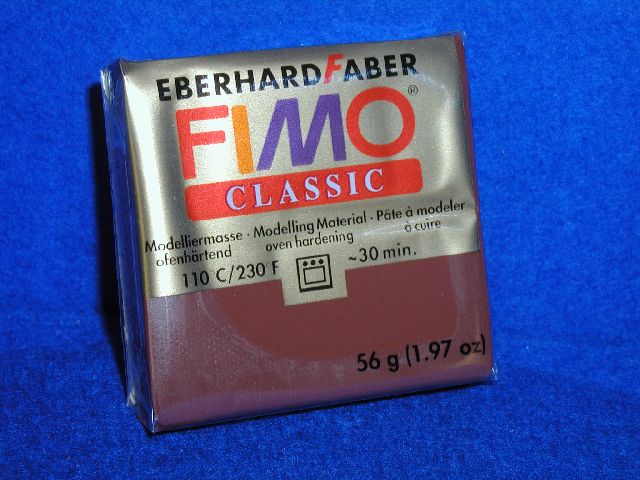 EBERHARDFABER
FIMO®
CLASSIC
Modelliermasse · Modelling Material · Pâte à modeler
ofenhärtend oven hardening à cuire
110 C/230°F ~30 min.
56 g (1.97 oz)